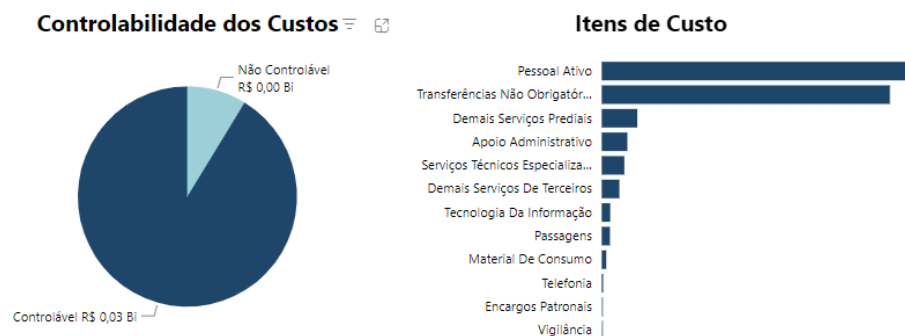 Controlabilidade dos Custos
Não Controlável
R$ 0,00 Bi
Controlável R$ 0,03 Bi
Itens de Custo
Pessoal Ativo
Transferências Não Obrigatór...
Demais Serviços Prediais
Apoio Administrativo
Serviços Técnicos Especializa...
Demais Serviços De Terceiros
Tecnologia Da Informação
Passagens
Material De Consumo
Telefonia
Encargos Patronais
Vigilância